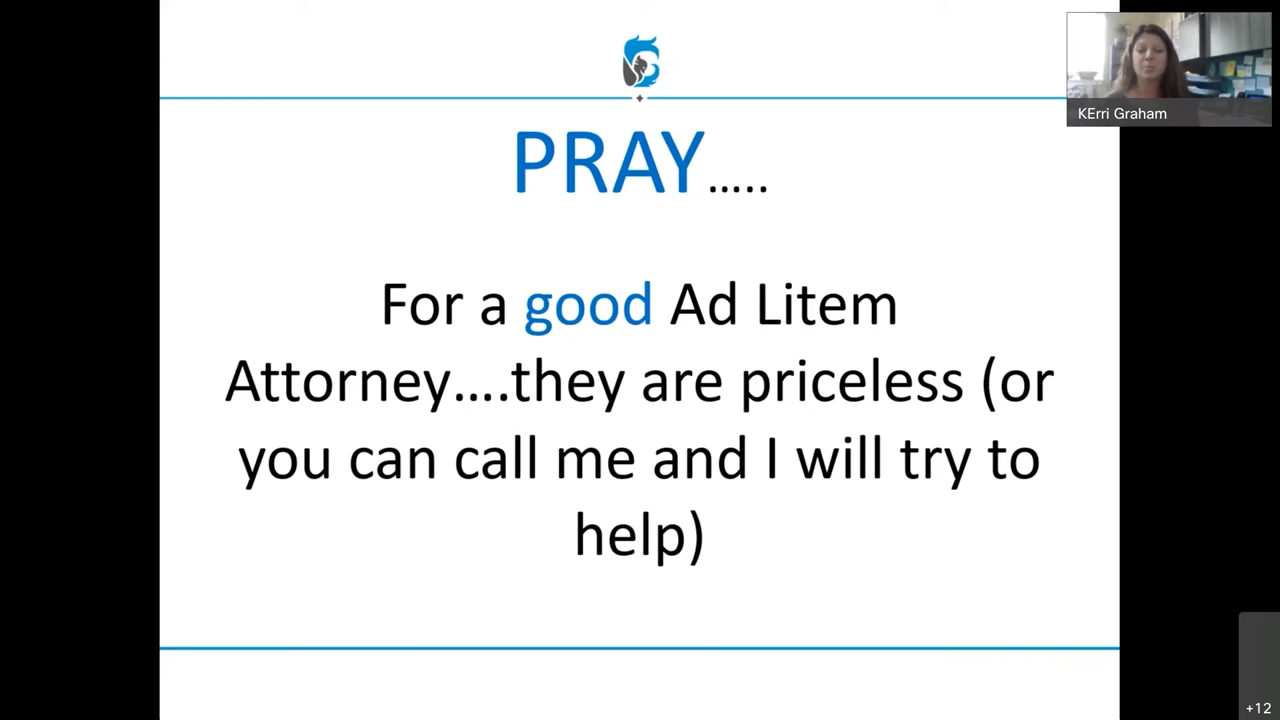 KErri Graham
PRAY.....
For a good Ad Litem
Attorney....they are priceless (or
you can call me and I will try to
help)
+12